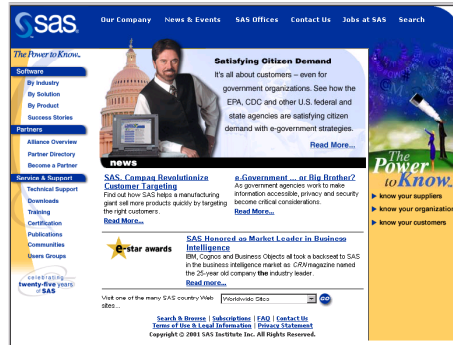 sas.
Our Company News & Events SAS Offices Contact Us Jobs at SAS Search
The Power to Know.
Software
By Industry
By Solution
By Product
Success Stories
Partners
Alliance Overview
Partner Directory
Become a Partner
Service & Support
Technical Support
Downloads
Training
Certification
Publications
Communities
Users Groups
celebrating
twenty-five years
of SAS
Satisfying Citizen Demand
It's all about customers – even for
government organizations. See how the
EPA, CDC and other U.S. federal and
state agencies are satisfying citizen
demand with e-government strategies.
Read More...
news
SAS, Compaq Revolutionize
Customer Targeting
Find out how SAS helps a manufacturing
giant sell more products quickly by targeting
the right customers.
Read More...
e-Government ... or Big Brother?
As government agencies work to make
information accessible, privacy and security
become critical considerations.
Read More...
e-star awards
SAS Honored as Market Leader in Business
Intelligence
IBM, Cognos and Business Objects all took a backseat to SAS
in the business intelligence market as CRM magazine named
the 25-year old company the industry leader.
Read more...
Visit one of the many SAS country Web
sites...
Worldwide Sites
GO
Search & Browse | Subscriptions | FAQ | Contact Us
Terms of Use & Legal Information | Privacy Statement
Copyright © 2001 SAS Institute Inc. All Rights Reserved.
The
Power
to Know.
know your suppliers
know your organization
know your customers